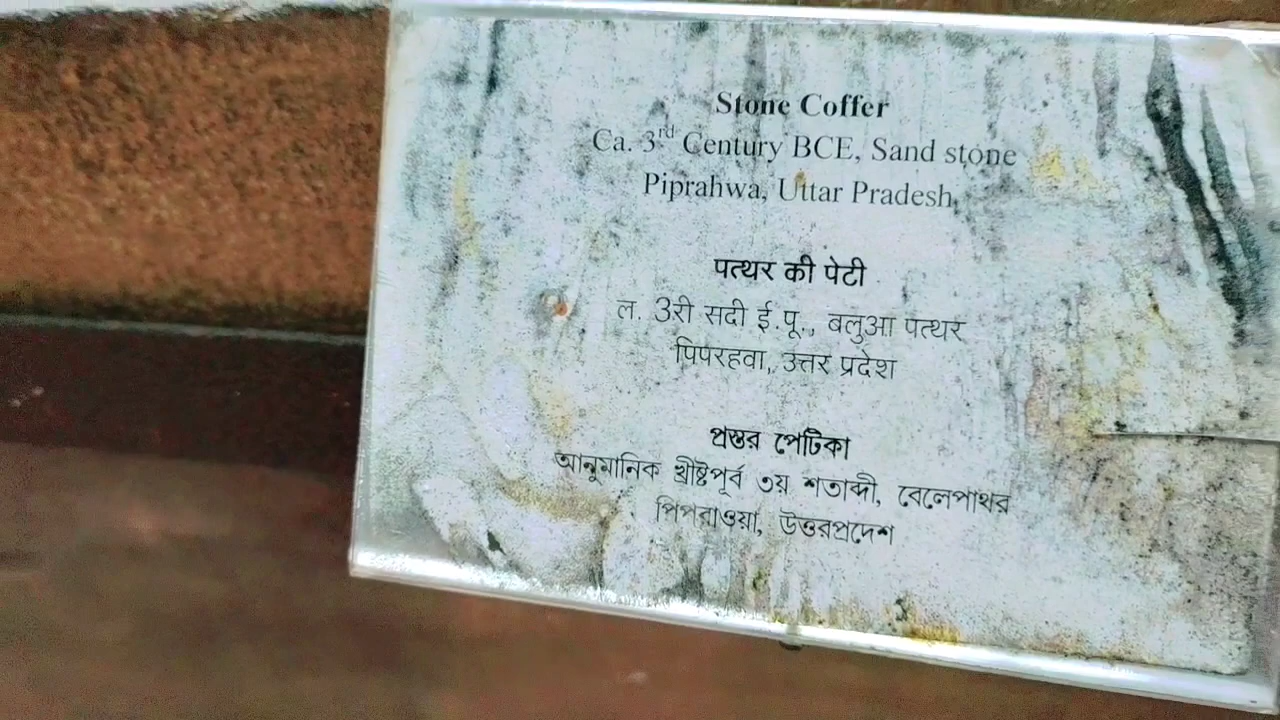 Stone Coffer
Ca. 3rd Century BCE, Sand stone
Piprahwa, Uttar Pradesh.
पत्थर की पेटी
ल. 3री सदी ई.पू., बलुआ पत्थर
पिपरहवा, उत्तर प्रदेश
প্রস্তর পেটিকা
আনুমানিক খ্রীষ্টপূর্ব ৩য় শতাব্দী, বেলেপাথর
পিপরাওয়া, উত্তরপ্রদেশ